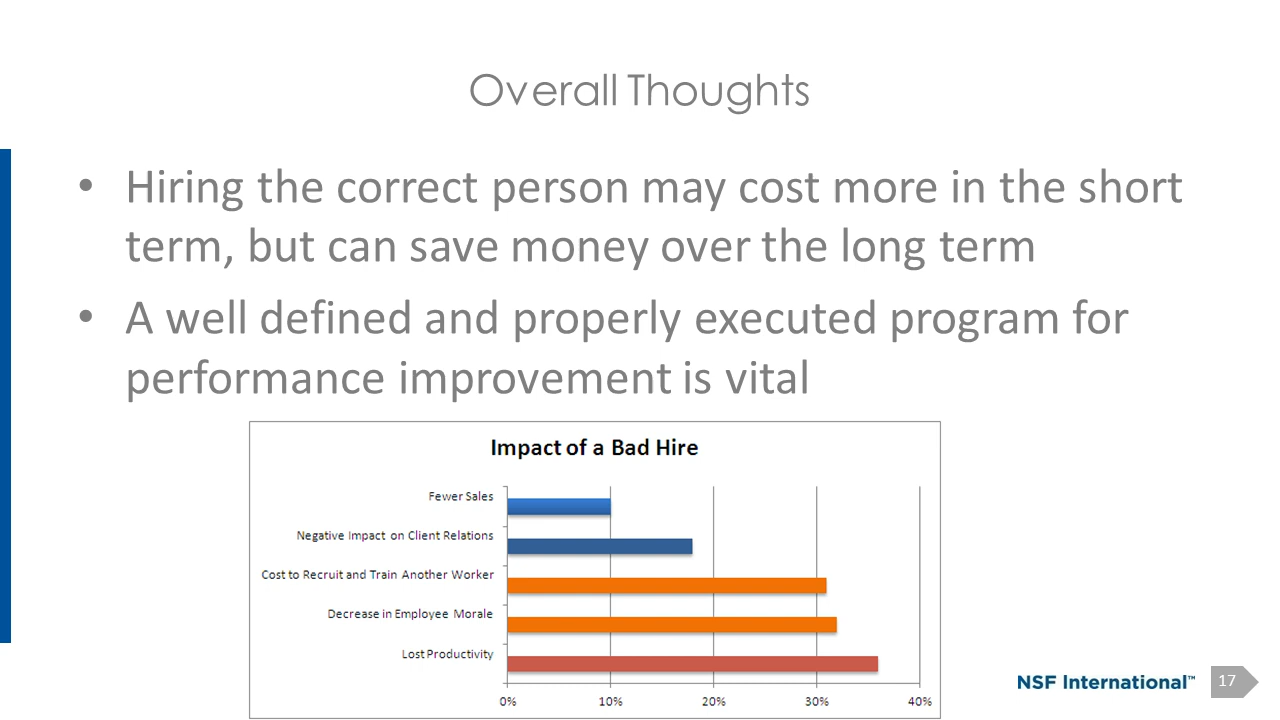 Overall Thoughts
• Hiring the correct person may cost more in the short
term, but can save money over the long term
• A well defined and properly executed program for
performance improvement is vital
Impact of a Bad Hire
Fewer Sales
Negative Impact on Client Relations
Cost to Recruit and Train Another Worker
Decrease in Employee Morale
Lost Productivity
0% 10% 20% 30% 40%
NSF International™ 17